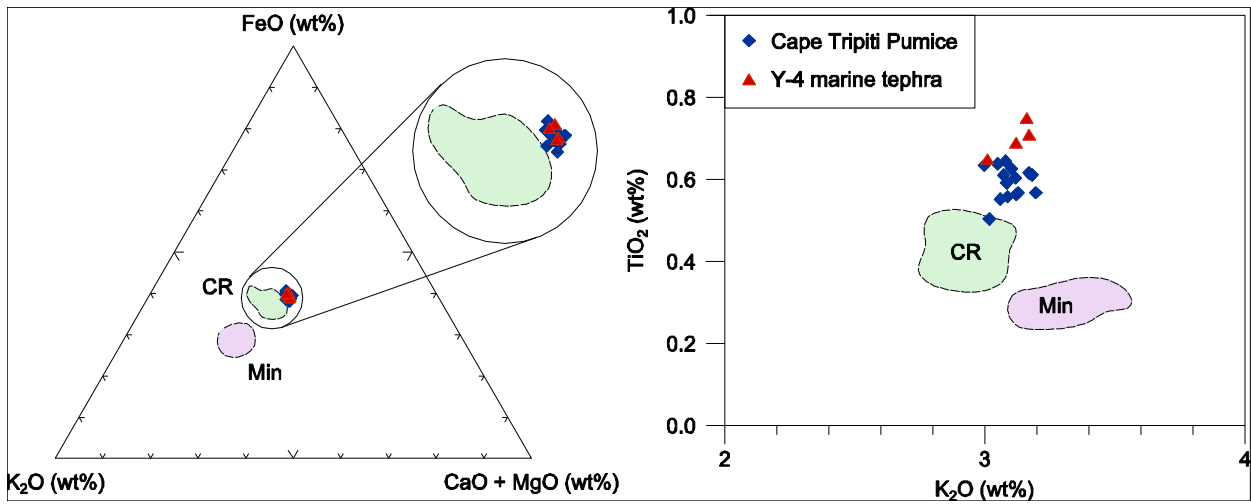 FeO (wt%)
CR
Min
K₂O (wt%)
CaO + MgO (wt%)
1.0
0.8
0.6
0.4
0.2
0.0
TiO₂ (wt%)
Cape Tripiti Pumice
Y-4 marine tephra
CR
Min
2
3
4
K₂O (wt%)